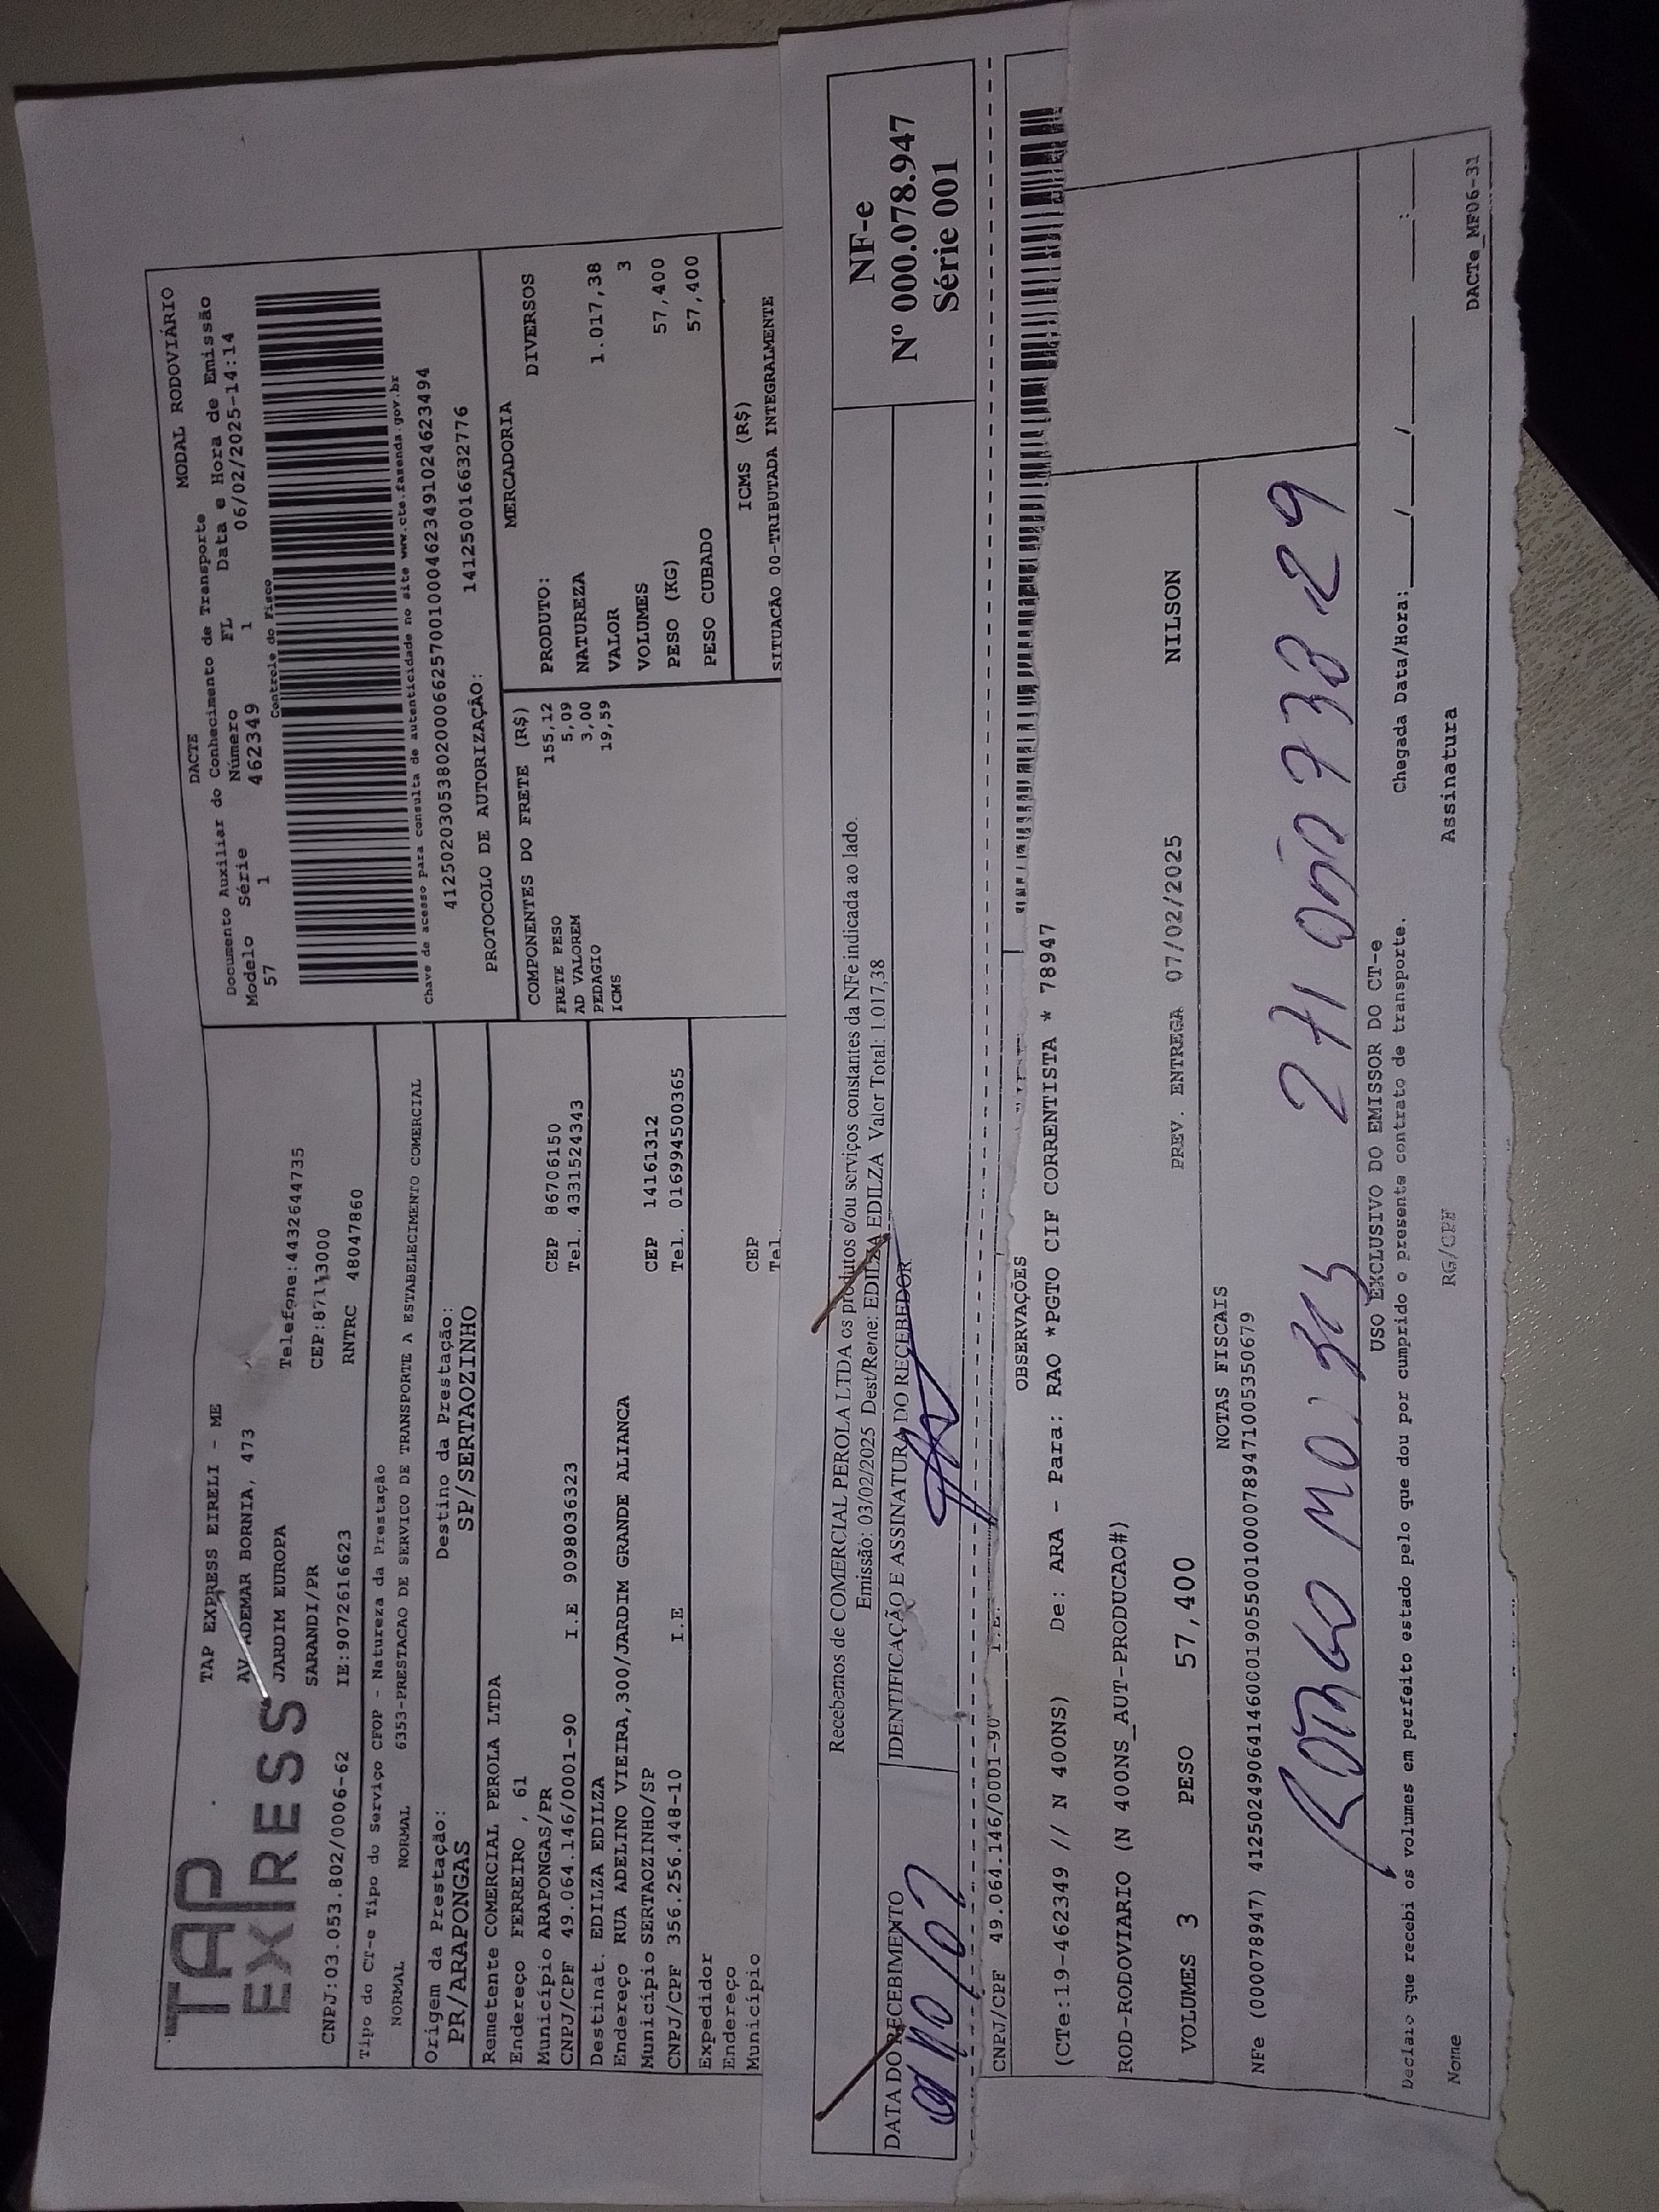 TAP
EXPRESS
TAP EXPRESS EIRELI - ME
AV ADEMAR BORNIA, 473
JARDIM EUROPA
Telefone:4432644735
SARANDI/PR
CEP:87113000
CNPJ:03.053.802/0006-62 IE:9072616623 RNTRC 48047860
DACTE MODAL RODOVIÁRIO
Documento Auxiliar do Conhecimento de Transporte
Modelo Série Número FL Data e Hora de Emissão
57 1 462349 1 06/02/2025-14:14
Controle do Fisco
Chave de acesso para consulta de autenticidade no site www.cte.fazenda.gov.br
41250203053802000662570010004623491024623494
PROTOCOLO DE AUTORIZAÇÃO: 141250016632776
Tipo do CT-e Tipo do Serviço CFOP - Natureza da Prestação
NORMAL NORMAL 6353-PRESTACAO DE SERVICO DE TRANSPORTE A ESTABELECIMENTO COMERCIAL
Origem da Prestação: Destino da Prestação:
PR/ARAPONGAS SP/SERTAOZINHO
Remetente COMERCIAL PEROLA LTDA
Endereço FERREIRO , 61
Município ARAPONGAS/PR CEP 86706150
CNPJ/CPF 49.064.146/0001-90 I.E 9098036323 Tel. 4331524343
Destinat. EDILZA EDILZA
Endereço RUA ADELINO VIEIRA,300/JARDIM GRANDE ALIANCA
Município SERTAOZINHO/SP CEP 14161312
CNPJ/CPF 356.256.448-10 I.E Tel. 016994500365
Expedidor
Endereço
Município CEP
Tel.
COMPONENTES DO FRETE (R$)
FRETE PESO 155,12
AD VALOREM 5,09
PEDAGIO 3,00
ICMS 19,59
MERCADORIA
PRODUTO: DIVERSOS
NATUREZA
VALOR 1.017,38
VOLUMES 3
PESO (KG) 57,400
PESO CUBADO 57,400
ICMS (R$)
SITUACÃO 00-TRIBUTADA INTEGRALMENTE
Recebemos de COMERCIAL PEROLA LTDA os produtos e/ou serviços constantes da NFe indicada ao lado.
Emissão: 03/02/2025 Dest/Reme: EDILZA EDILZA Valor Total: 1.017,38
DATA DO RECEBIMENTO IDENTIFICAÇÃO E ASSINATURA DO RECEBEDOR
NF-e
Nº 000.078.947
Série 001
CNPJ/CPF 49.064.146/0001-90 I.E.
OBSERVAÇÕES
(CTe:19-462349 // N 400NS) De: ARA - Para: RAO *PGTO CIF CORRENTISTA * 78947
ROD-RODOVIARIO (N 400NS_AUT-PRODUCAO#)
VOLUMES 3 PESO 57,400 PREV. ENTREGA 07/02/2025 NILSON
NOTAS FISCAIS
NFe (00078947) 41250249064146000190550010000789471005350679
USO EXCLUSIVO DO EMISSOR DO CT-e
Declaro que recebi os volumes em perfeito estado pelo que dou por cumprido o presente contrato de transporte. Chegada Data/Hora: / / :
Nome RG/CPF Assinatura
DACTe_MF06-31